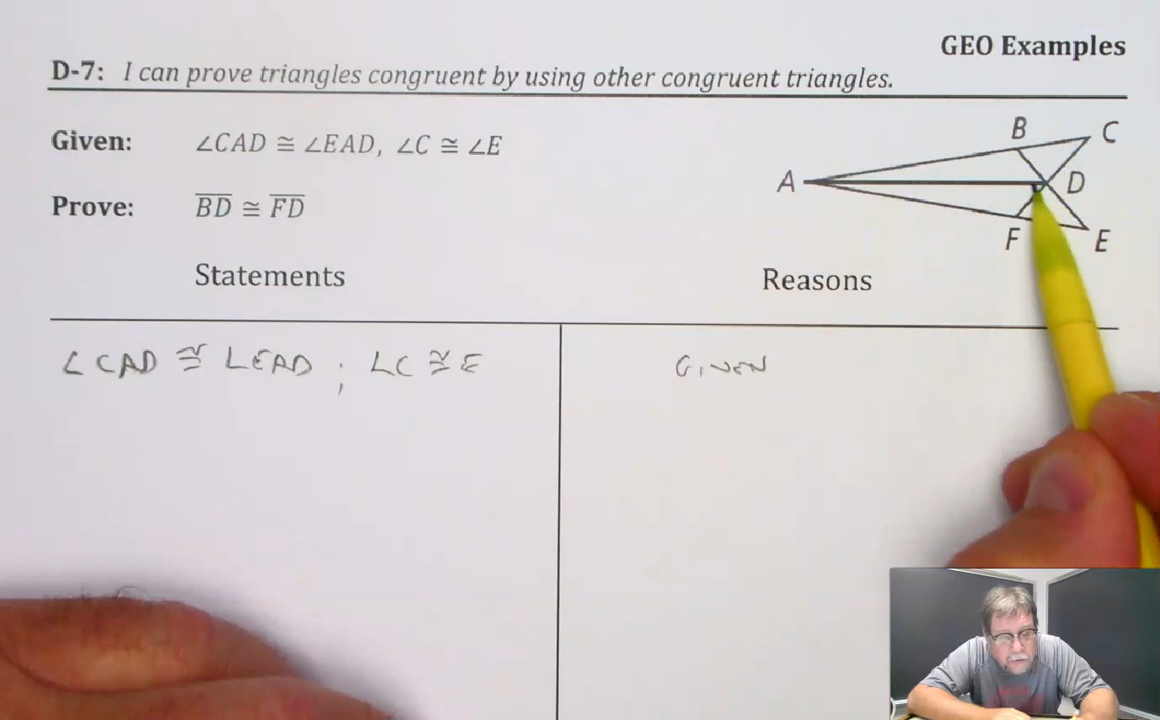 GEO Examples
D-7: I can prove triangles congruent by using other congruent triangles.
Given: ∠CAD ≅ ∠EAD, ∠C ≅ ∠E
Prove: BD ≅ FD
A B C D F E
Statements Reasons
∠CAD ≅ ∠EAD ; ∠C ≅ E GIVEN